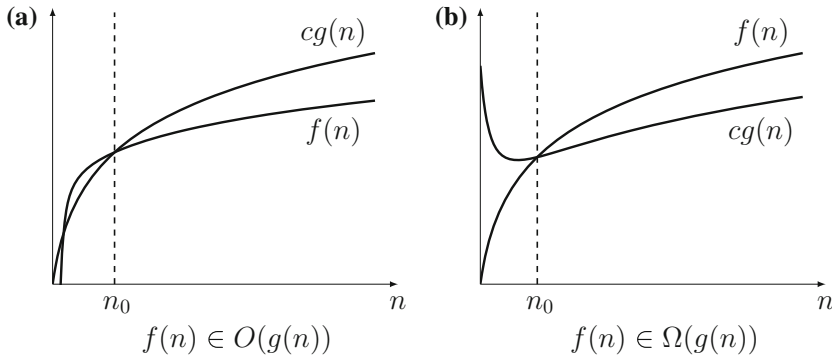 (a)
cg(n)
f(n)
n₀
n
f(n) ∈ O(g(n))
(b)
f(n)
cg(n)
n₀
n
f(n) ∈ Ω(g(n))